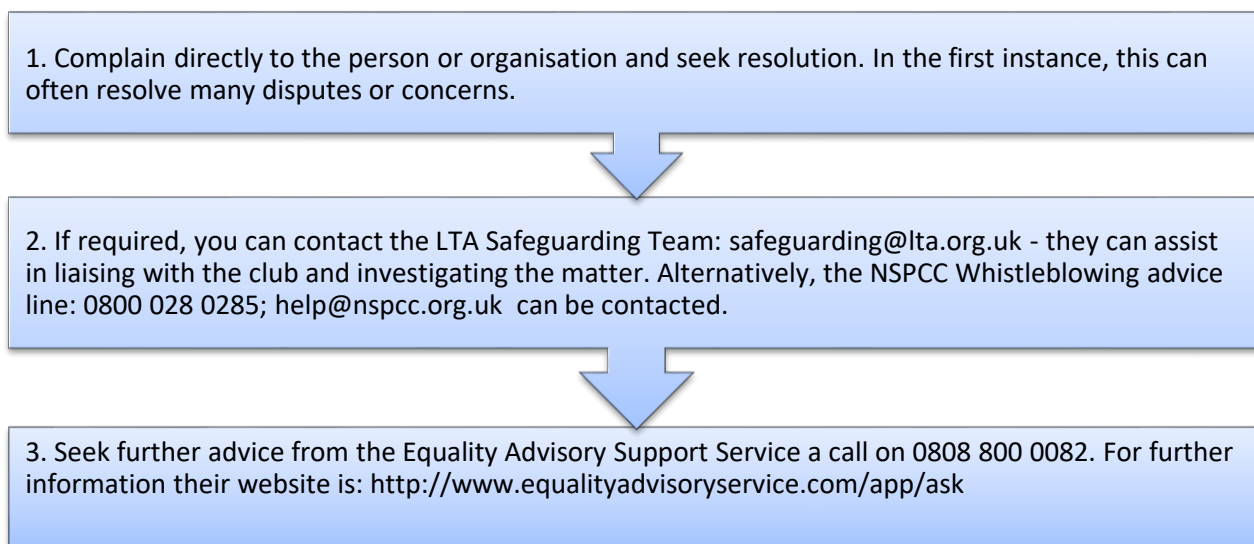 1. Complain directly to the person or organisation and seek resolution. In the first instance, this can
often resolve many disputes or concerns.
2. If required, you can contact the LTA Safeguarding Team: safeguarding@lta.org.uk - they can assist
in liaising with the club and investigating the matter. Alternatively, the NSPCC Whistleblowing advice
line: 0800 028 0285; help@nspcc.org.uk  can be contacted.
3. Seek further advice from the Equality Advisory Support Service a call on 0808 800 0082. For further
information their website is: http://www.equalityadvisoryservice.com/app/ask